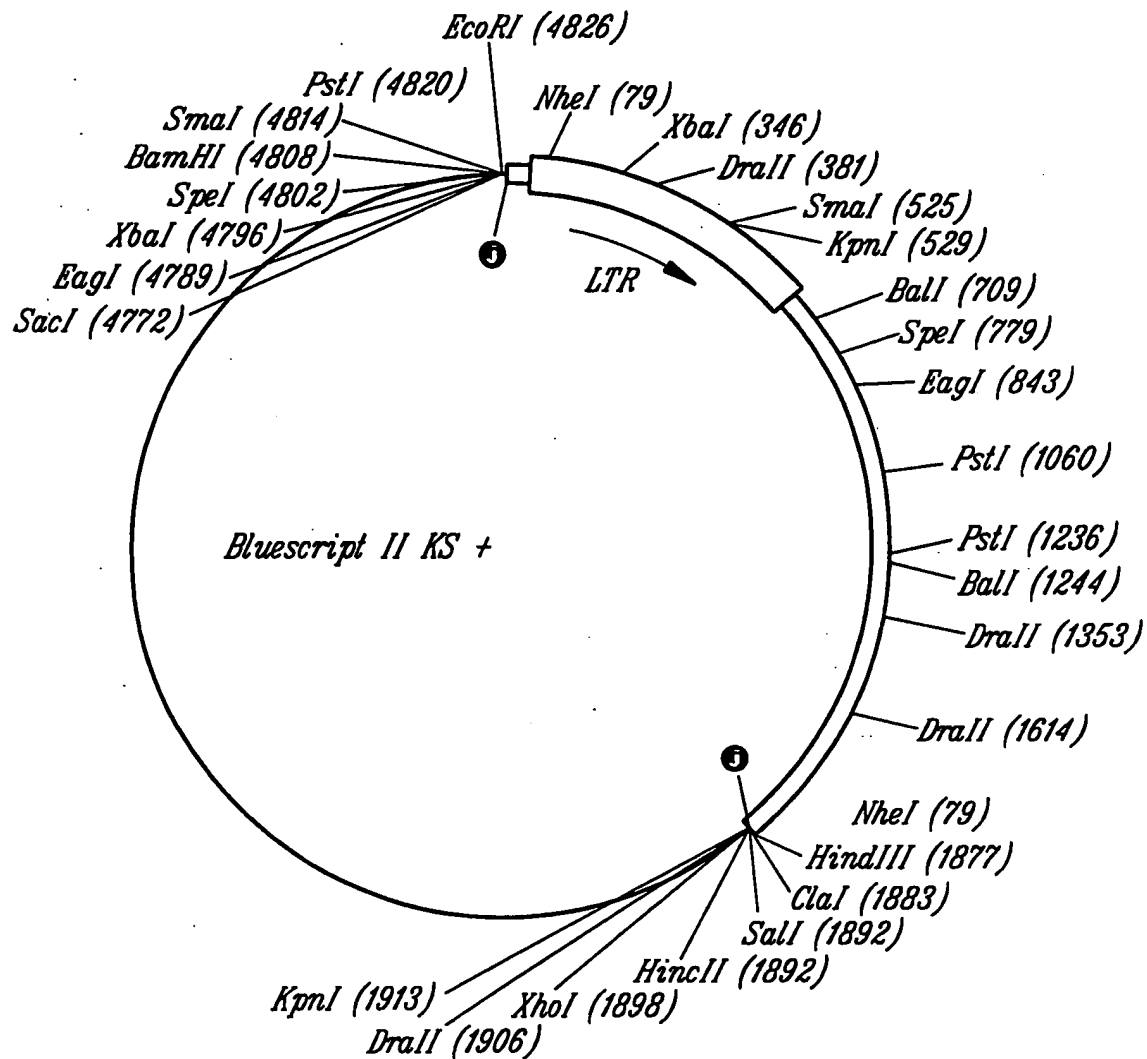 EcoRI (4826)
PstI (4820)
SmaI (4814)
BamHI (4808)
SpeI (4802)
XbaI (4796)
EagI (4789)
SacI (4772)
NheI (79)
XbaI (346)
DraII (381)
SmaI (525)
KpnI (529)
BalI (709)
SpeI (779)
EagI (843)
PstI (1060)
PstI (1236)
BalI (1244)
DraII (1353)
DraII (1614)
NheI (79)
HindIII (1877)
ClaI (1883)
SalI (1892)
HincII (1892)
XhoI (1898)
DraII (1906)
KpnI (1913)
j
LTR
Bluescript II KS +
j